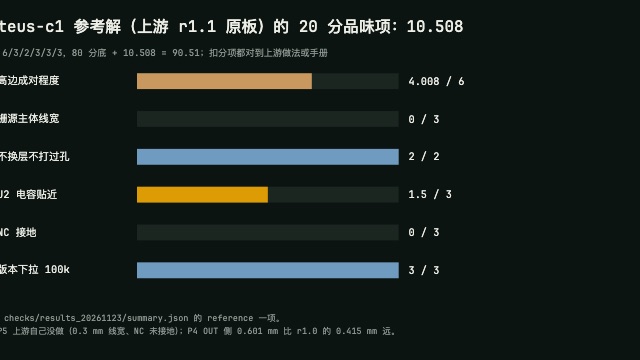 teus-c1 参考解（上游 r1.1 原板）的 20 分品味项：10.508
6/3/2/3/3/3，80 分底 + 10.508 = 90.51；扣分项都对到上游做法或手册
高边成对程度 4.008 / 6
栅源主体线宽 0 / 3
不换层不打过孔 2 / 2
U2 电容贴近 1.5 / 3
NC 接地 0 / 3
版本下拉 100k 3 / 3
checks/results_20261123/summary.json 的 reference 一项。
P5 上游自己没做（0.3 mm 线宽、NC 未接地）；P4 OUT 侧 0.601 mm 比 r1.0 的 0.415 mm 远。